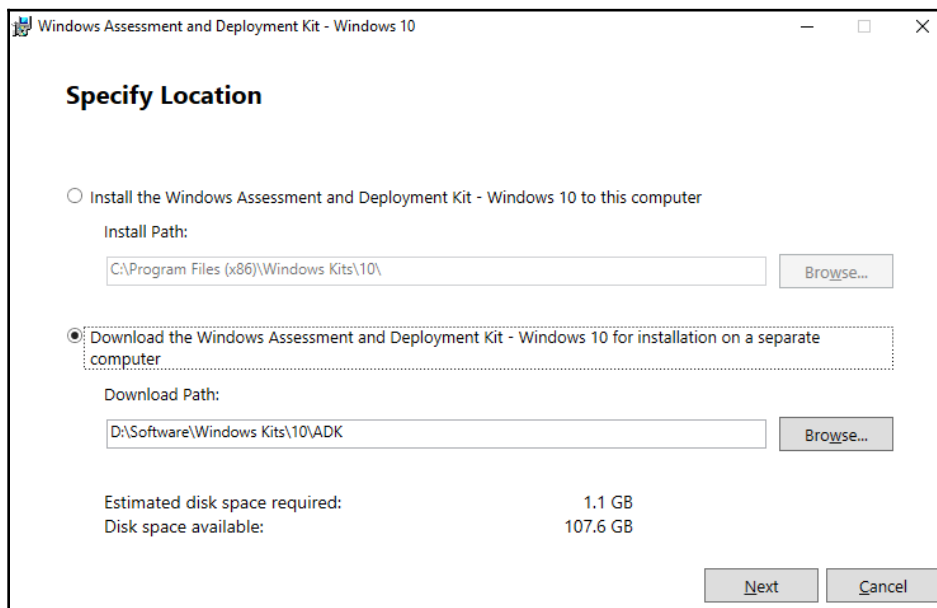 Windows Assessment and Deployment Kit - Windows 10
Specify Location
Install the Windows Assessment and Deployment Kit - Windows 10 to this computer
Install Path:
C:\Program Files (x86)\Windows Kits\10\
Browse...
Download the Windows Assessment and Deployment Kit - Windows 10 for installation on a separate
computer
Download Path:
D:\Software\Windows Kits\10\ADK
Browse...
Estimated disk space required: 1.1 GB
Disk space available: 107.6 GB
Next Cancel